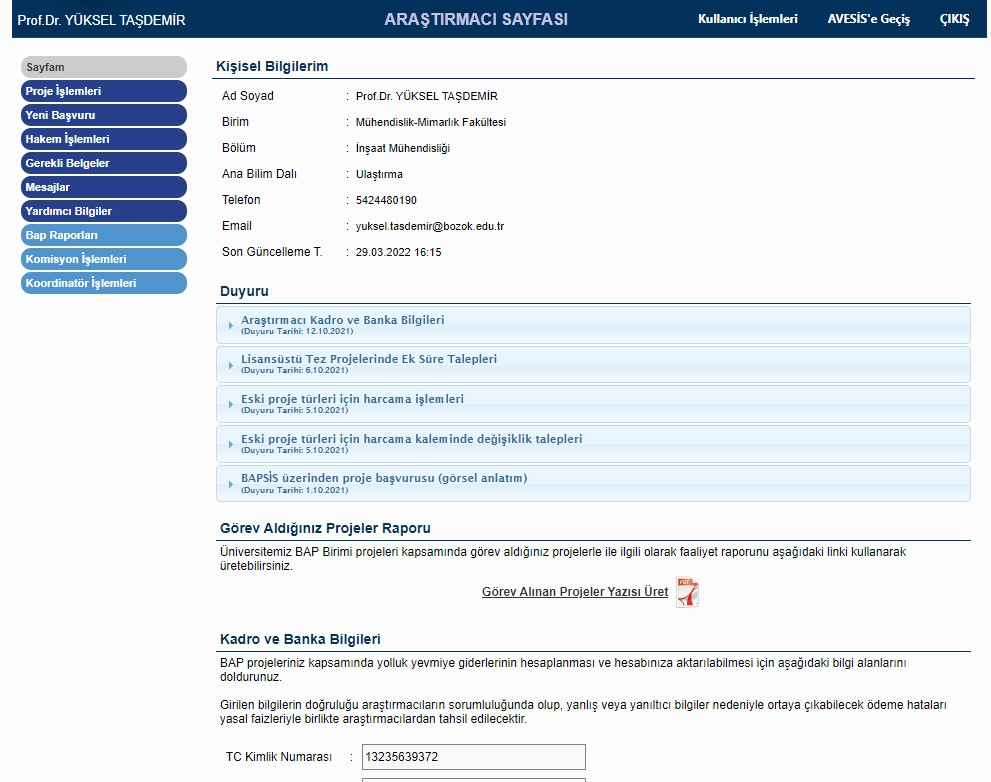 Prof.Dr. YÜKSEL TAŞDEMİR
ARAŞTIRMACI SAYFASI
Kullanıcı İşlemleri
AVESİS'e Geçiş
ÇIKIŞ
Sayfam
Proje İşlemleri
Yeni Başvuru
Hakem İşlemleri
Gerekli Belgeler
Mesajlar
Yardımcı Bilgiler
Bap Raporları
Komisyon İşlemleri
Koordinatör İşlemleri
Kişisel Bilgilerim
Ad Soyad : Prof.Dr. YÜKSEL TAŞDEMİR
Birim : Mühendislik-Mimarlık Fakültesi
Bölüm : İnşaat Mühendisliği
Ana Bilim Dalı : Ulaştırma
Telefon : 5424480190
Email : yuksel.tasdemir@bozok.edu.tr
Son Güncelleme T. : 29.03.2022 16:15
Duyuru
Araştırmacı Kadro ve Banka Bilgileri
(Duyuru Tarihi: 12.10.2021)
Lisansüstü Tez Projelerinde Ek Süre Talepleri
(Duyuru Tarihi: 6.10.2021)
Eski proje türleri için harcama işlemleri
(Duyuru Tarihi: 5.10.2021)
Eski proje türleri için harcama kaleminde değişiklik talepleri
(Duyuru Tarihi: 5.10.2021)
BAPSİS üzerinden proje başvurusu (görsel anlatım)
(Duyuru Tarihi: 1.10.2021)
Görev Aldığınız Projeler Raporu
Üniversitemiz BAP Birimi projeleri kapsamında görev aldığınız projelerle ile ilgili olarak faaliyet raporunu aşağıdaki linki kullanarak
üretebilirsiniz.
Görev Alınan Projeler Yazısı Üret
PDF
Kadro ve Banka Bilgileri
BAP projeleriniz kapsamında yolluk yevmiye giderlerinin hesaplanması ve hesabınıza aktarılabilmesi için aşağıdaki bilgi alanlarını
doldurunuz.
Girilen bilgilerin doğruluğu araştırmacıların sorumluluğunda olup, yanlış veya yanıltıcı bilgiler nedeniyle ortaya çıkabilecek ödeme hataları
yasal faizleriyle birlikte araştırmacılardan tahsil edilecektir.
TC Kimlik Numarası : 13235639372